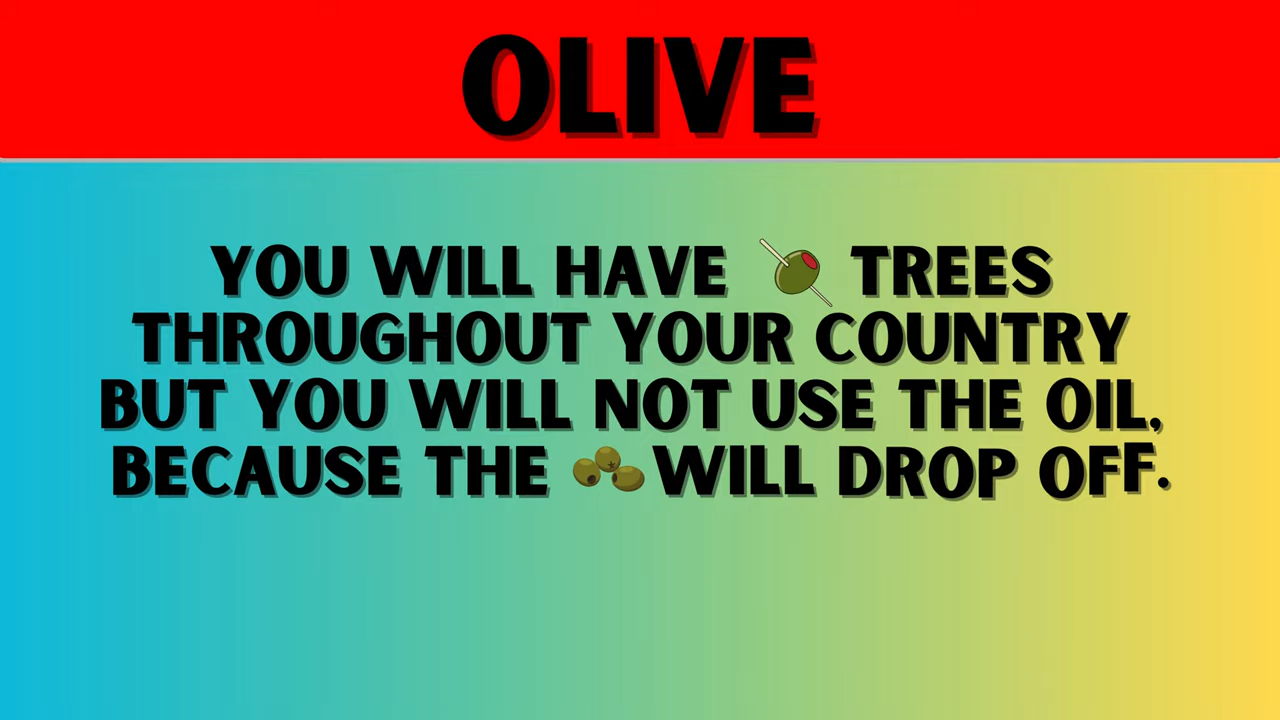 OLIVE
YOU WILL HAVE TREES
THROUGHOUT YOUR COUNTRY
BUT YOU WILL NOT USE THE OIL,
BECAUSE THE WILL DROP OFF.